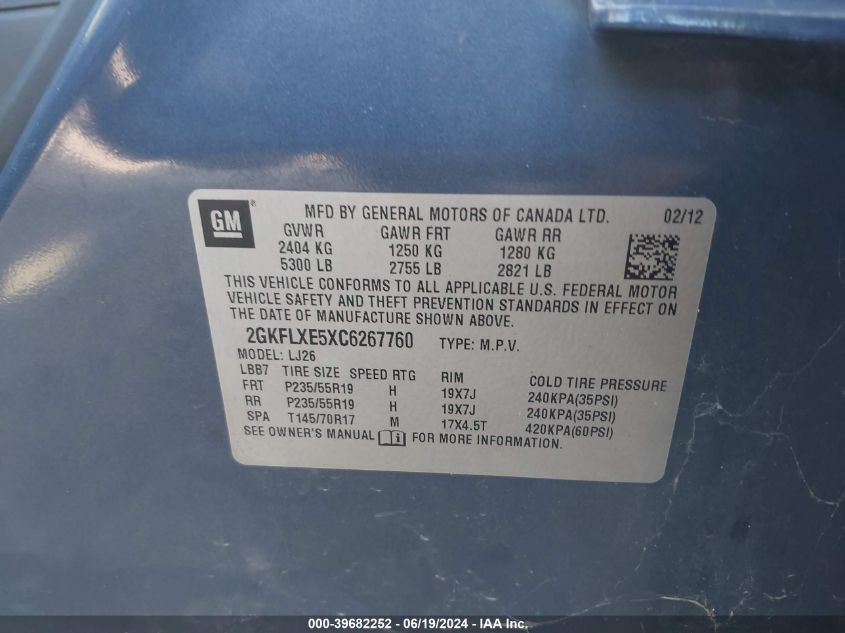 GM ® MFD BY GENERAL MOTORS OF CANADA LTD. 02/12
GVWR GAWR FRT GAWR RR
2404 KG 1250 KG 1280 KG
5300 LB 2755 LB 2821 LB
THIS VEHICLE CONFORMS TO ALL APPLICABLE U.S. FEDERAL MOTOR
VEHICLE SAFETY AND THEFT PREVENTION STANDARDS IN EFFECT ON
THE DATE OF MANUFACTURE SHOWN ABOVE.
2GKFLXE5XC6267760 TYPE: M.P.V.
MODEL: LJ26
LBB7 TIRE SIZE SPEED RTG RIM COLD TIRE PRESSURE
FRT P235/55R19 H 19X7J 240KPA(35PSI)
RR P235/55R19 H 19X7J 240KPA(35PSI)
SPA T145/70R17 M 17X4.5T 420KPA(60PSI)
SEE OWNER'S MANUAL FOR MORE INFORMATION.
000-39682252 - 06/19/2024 - IAA Inc.